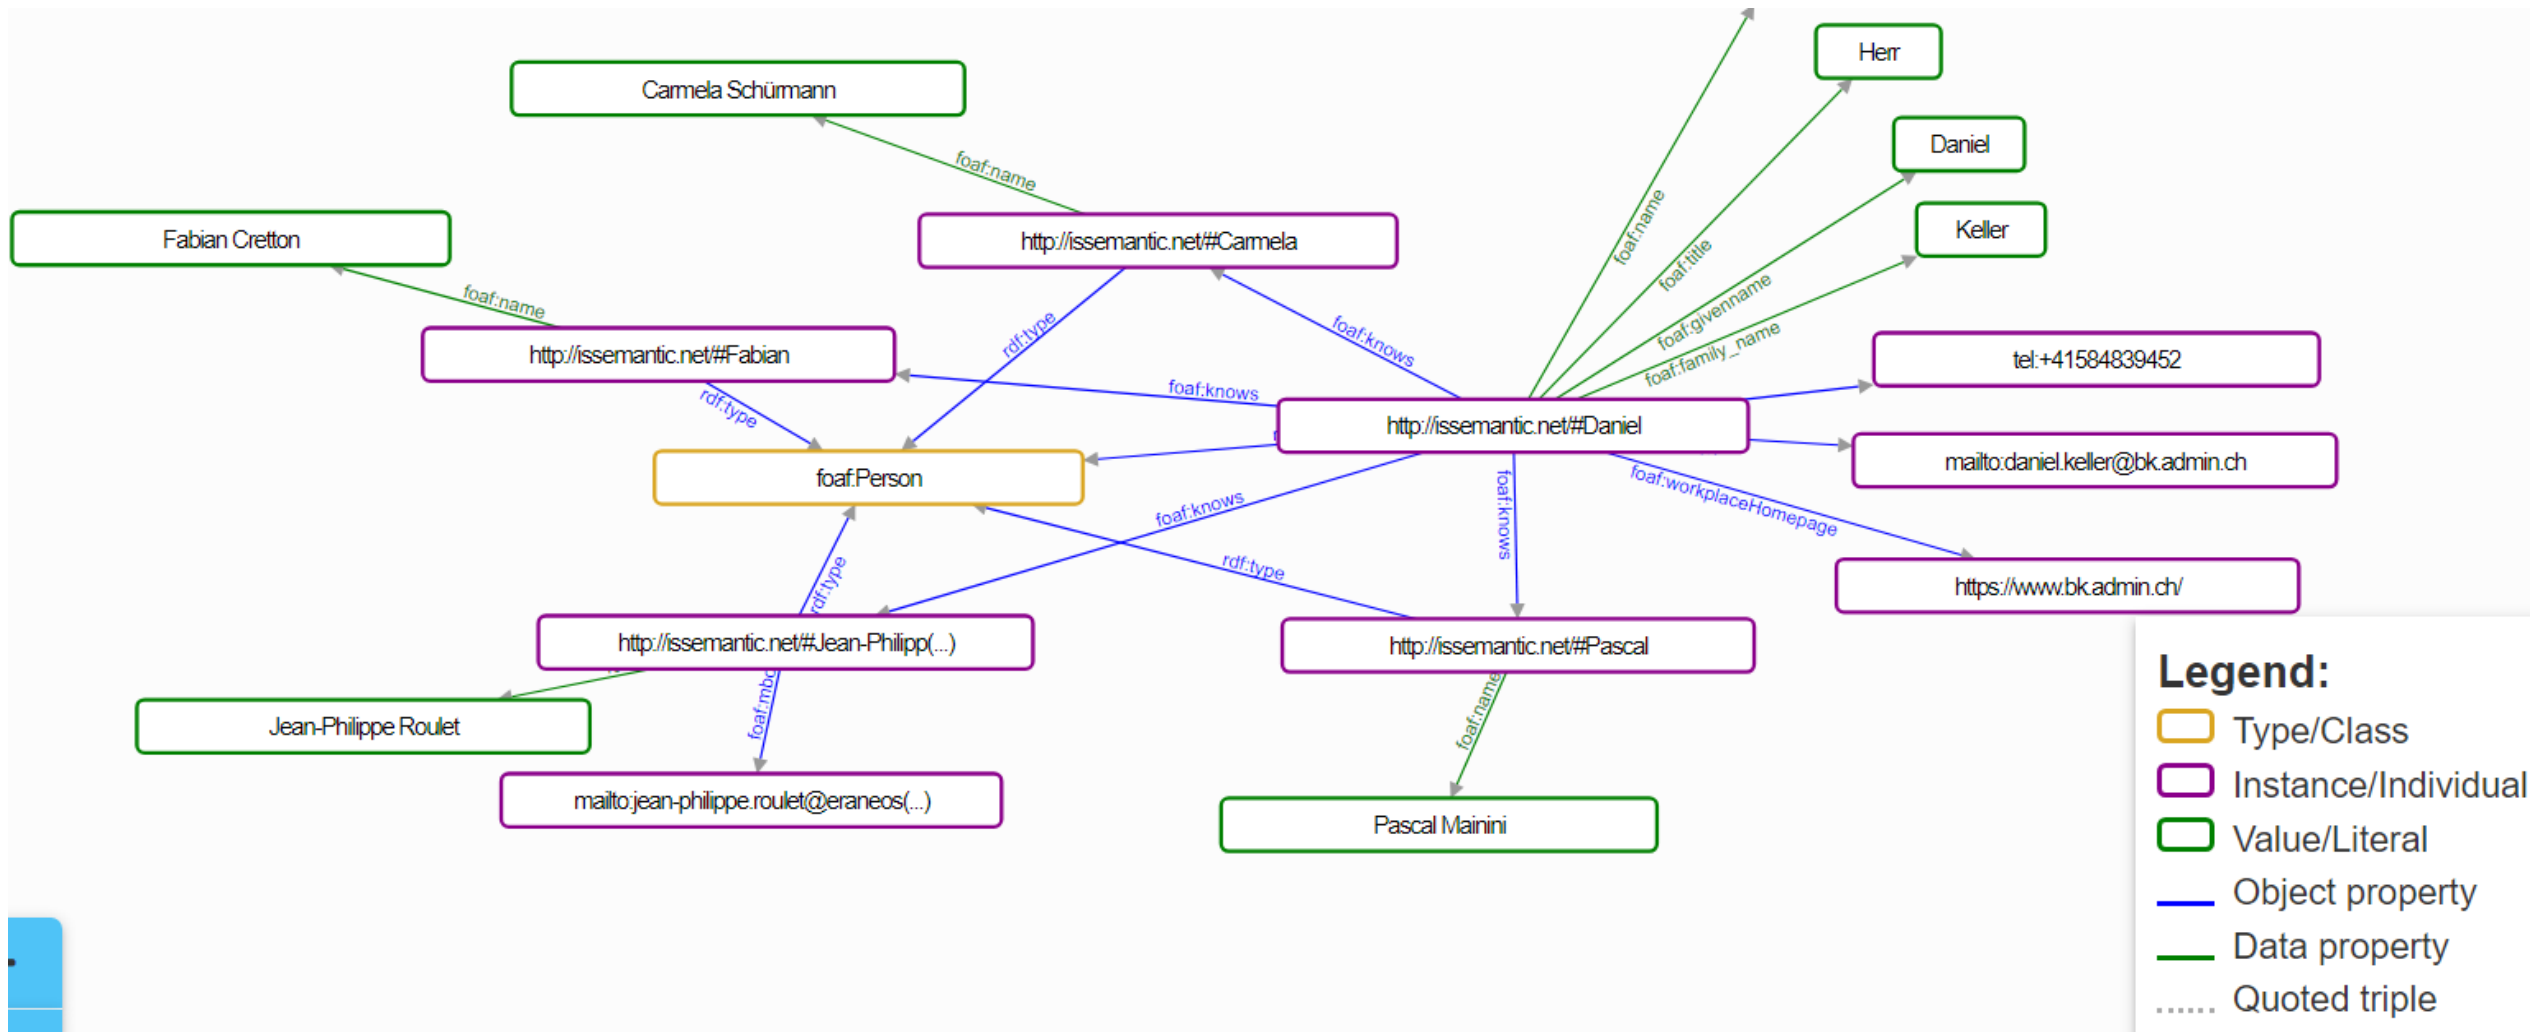 Herr
Carmela Schürmann
Daniel
foaf:name
foaf:name
Keller
Fabian Cretton
http://issemantic.net/#Carmela
foaf:title
foaf:name
foaf:givenname
rdf:type
foaf:knows
foaf:family_name
http://issemantic.net/#Fabian
tel:+41584839452
foaf:knows
rdf:type
http://issemantic.net/#Daniel
mailto:daniel.keller@bk.admin.ch
foaf:Person
foaf:workplaceHomepage
foaf:knows
foaf:knows
rdf:type
rdf:type
https://www.bk.admin.ch/
http://issemantic.net/#Jean-Philipp(...)
http://issemantic.net/#Pascal
Jean-Philippe Roulet
foaf:mbo
foaf:name
mailto:jean-philippe.roulet@eraneos(...)
Pascal Mainini
Legend:
Type/Class
Instance/Individual
Value/Literal
Object property
Data property
Quoted triple